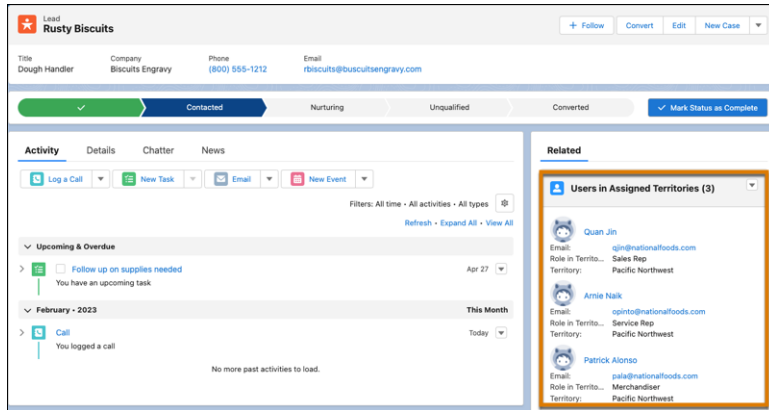 Lead
Rusty Biscuits
+ Follow
Convert
Edit
New Case
Title
Company
Phone
Email
Dough Handler
Biscuits Engravy
(800) 555-1212
rbiscuits@buscuitsengravy.com
Contacted
Nurturing
Unqualified
Converted
Mark Status as Complete
Activity
Details
Chatter
News
Log a Call
New Task
Email
New Event
Filters: All time • All activities • All types
Refresh • Expand All • View All
Upcoming & Overdue
Follow up on supplies needed
Apr 27
You have an upcoming task
February • 2023
This Month
Call
Today
You logged a call
No more past activities to load.
Related
Users in Assigned Territories (3)
Quan Jin
Email: qjin@nationalfoods.com
Role in Territo... Sales Rep
Territory: Pacific Northwest
Arnie Naik
Email: opinto@nationalfoods.com
Role in Territo... Service Rep
Territory: Pacific Northwest
Patrick Alonso
Email: pala@nationalfoods.com
Role in Territo... Merchandiser
Territory: Pacific Northwest